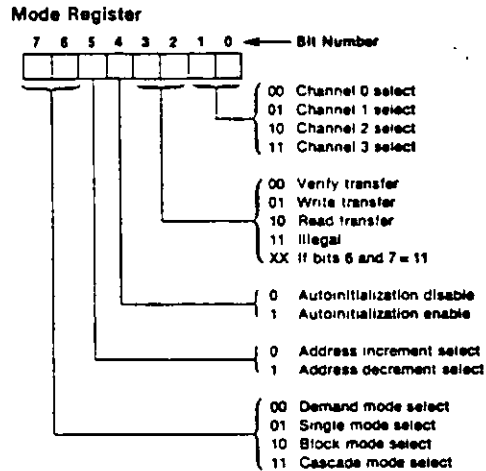 Mode Register
7 6 5 4 3 2 1 0 Bit Number
00 Channel 0 select
01 Channel 1 select
10 Channel 2 select
11 Channel 3 select
00 Verify transfer
01 Write transfer
10 Read transfer
11 Illegal
XX If bits 6 and 7 = 11
0 Autoinitialization disable
1 Autoinitialization enable
0 Address increment select
1 Address decrement select
00 Demand mode select
01 Single mode select
10 Block mode select
11 Cascade mode select